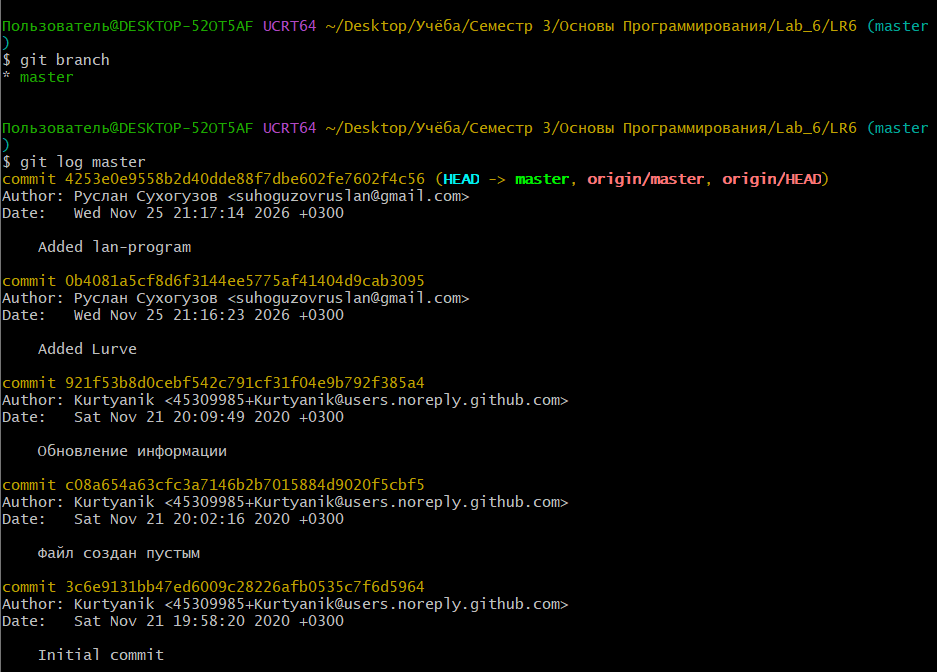 Пользователь@DESKTOP-52OT5AF UCRT64 ~/Desktop/Учёба/Семестр 3/Основы Программирования/Lab_6/LR6 (master
)
$ git branch
* master
Пользователь@DESKTOP-52OT5AF UCRT64 ~/Desktop/Учёба/Семестр 3/Основы Программирования/Lab_6/LR6 (master
)
$ git log master
commit 4253e0e9558b2d40dde88f7dbe602fe7602f4c56 (HEAD -> master, origin/master, origin/HEAD)
Author: Руслан Сухогузов <suhoguzovruslan@gmail.com>
Date:   Wed Nov 25 21:17:14 2026 +0300
    Added lan-program
commit 0b4081a5cf8d6f3144ee5775af41404d9cab3095
Author: Руслан Сухогузов <suhoguzovruslan@gmail.com>
Date:   Wed Nov 25 21:16:23 2026 +0300
    Added Lurve
commit 921f53b8d0cebf542c791cf31f04e9b792f385a4
Author: Kurtyanik <45309985+Kurtyanik@users.noreply.github.com>
Date:   Sat Nov 21 20:09:49 2020 +0300
    Обновление информации
commit c08a654a63cfc3a7146b2b7015884d9020f5cbf5
Author: Kurtyanik <45309985+Kurtyanik@users.noreply.github.com>
Date:   Sat Nov 21 20:02:16 2020 +0300
    Файл создан пустым
commit 3c6e9131bb47ed6009c28226afb0535c7f6d5964
Author: Kurtyanik <45309985+Kurtyanik@users.noreply.github.com>
Date:   Sat Nov 21 19:58:20 2020 +0300
    Initial commit